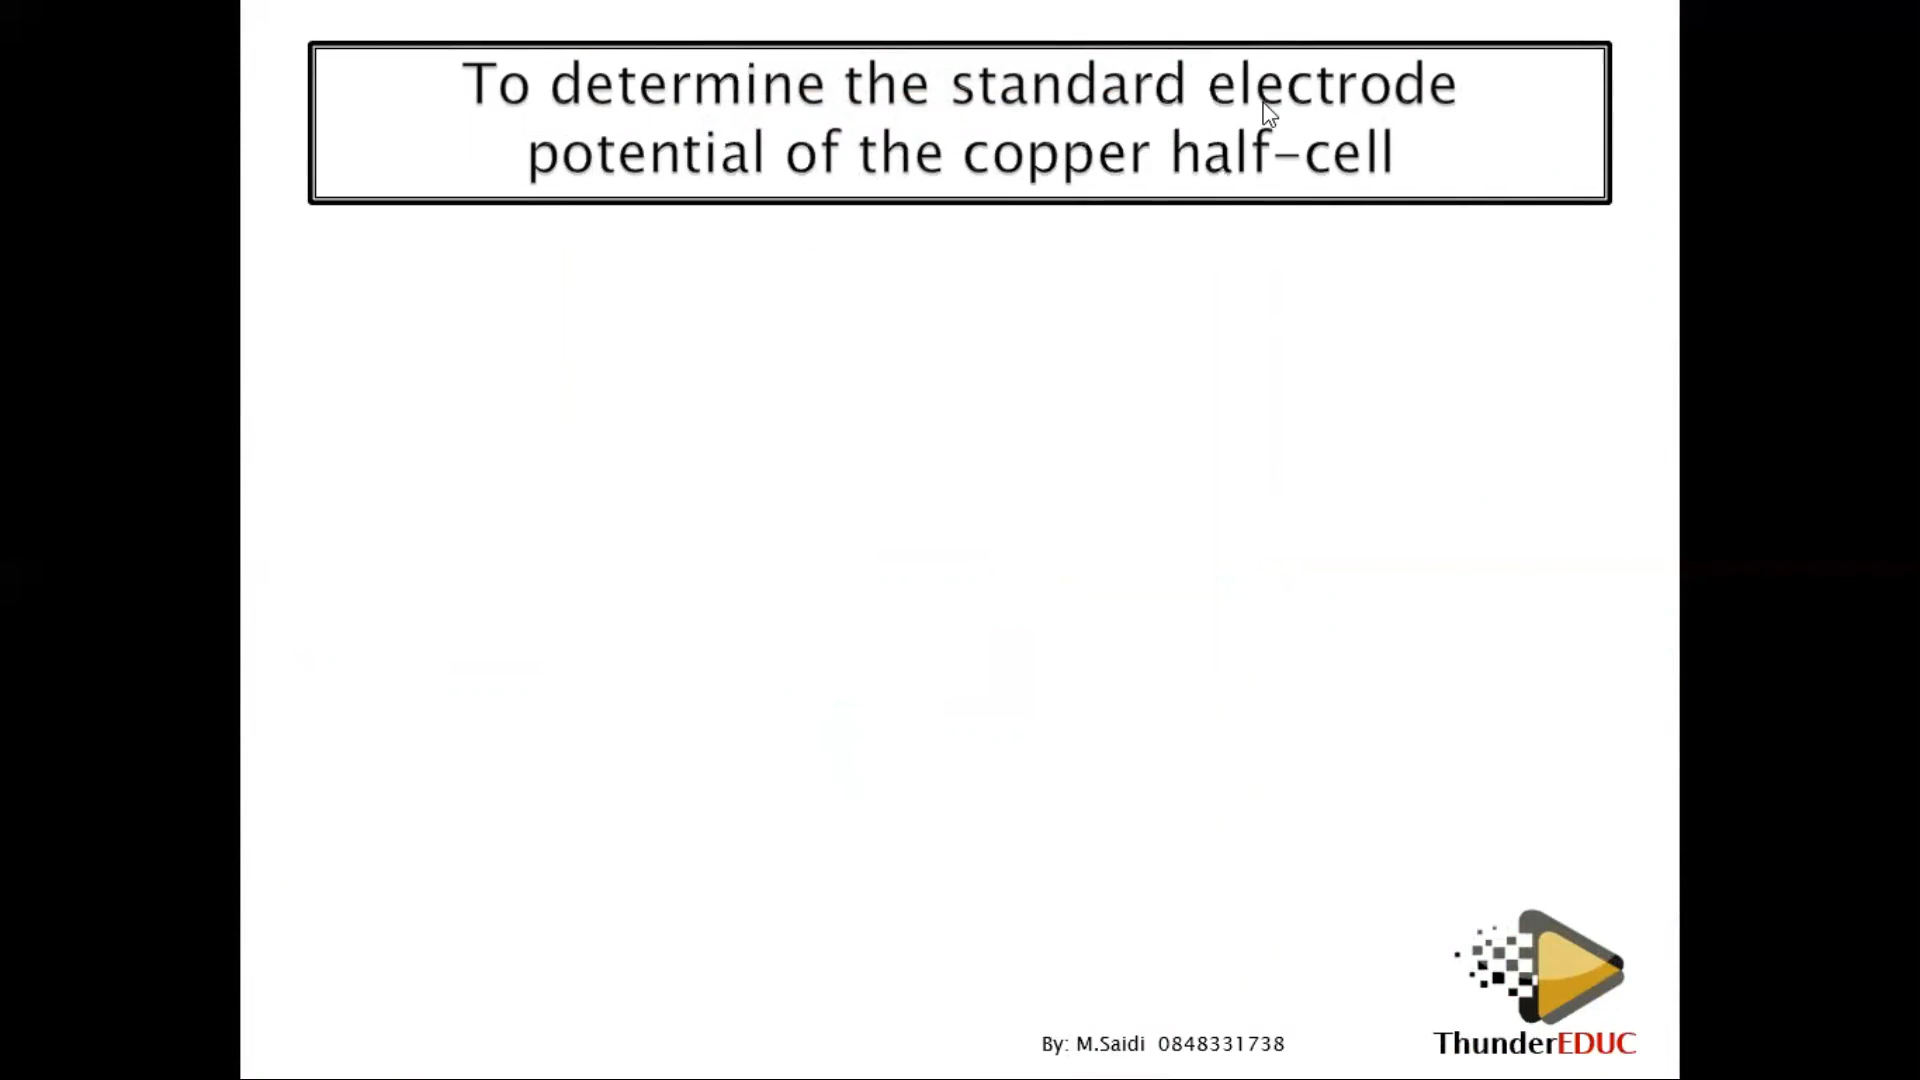 To determine the standard electrode
potential of the copper half-cell
By: M.Saidi 0848331738
ThunderEDUC